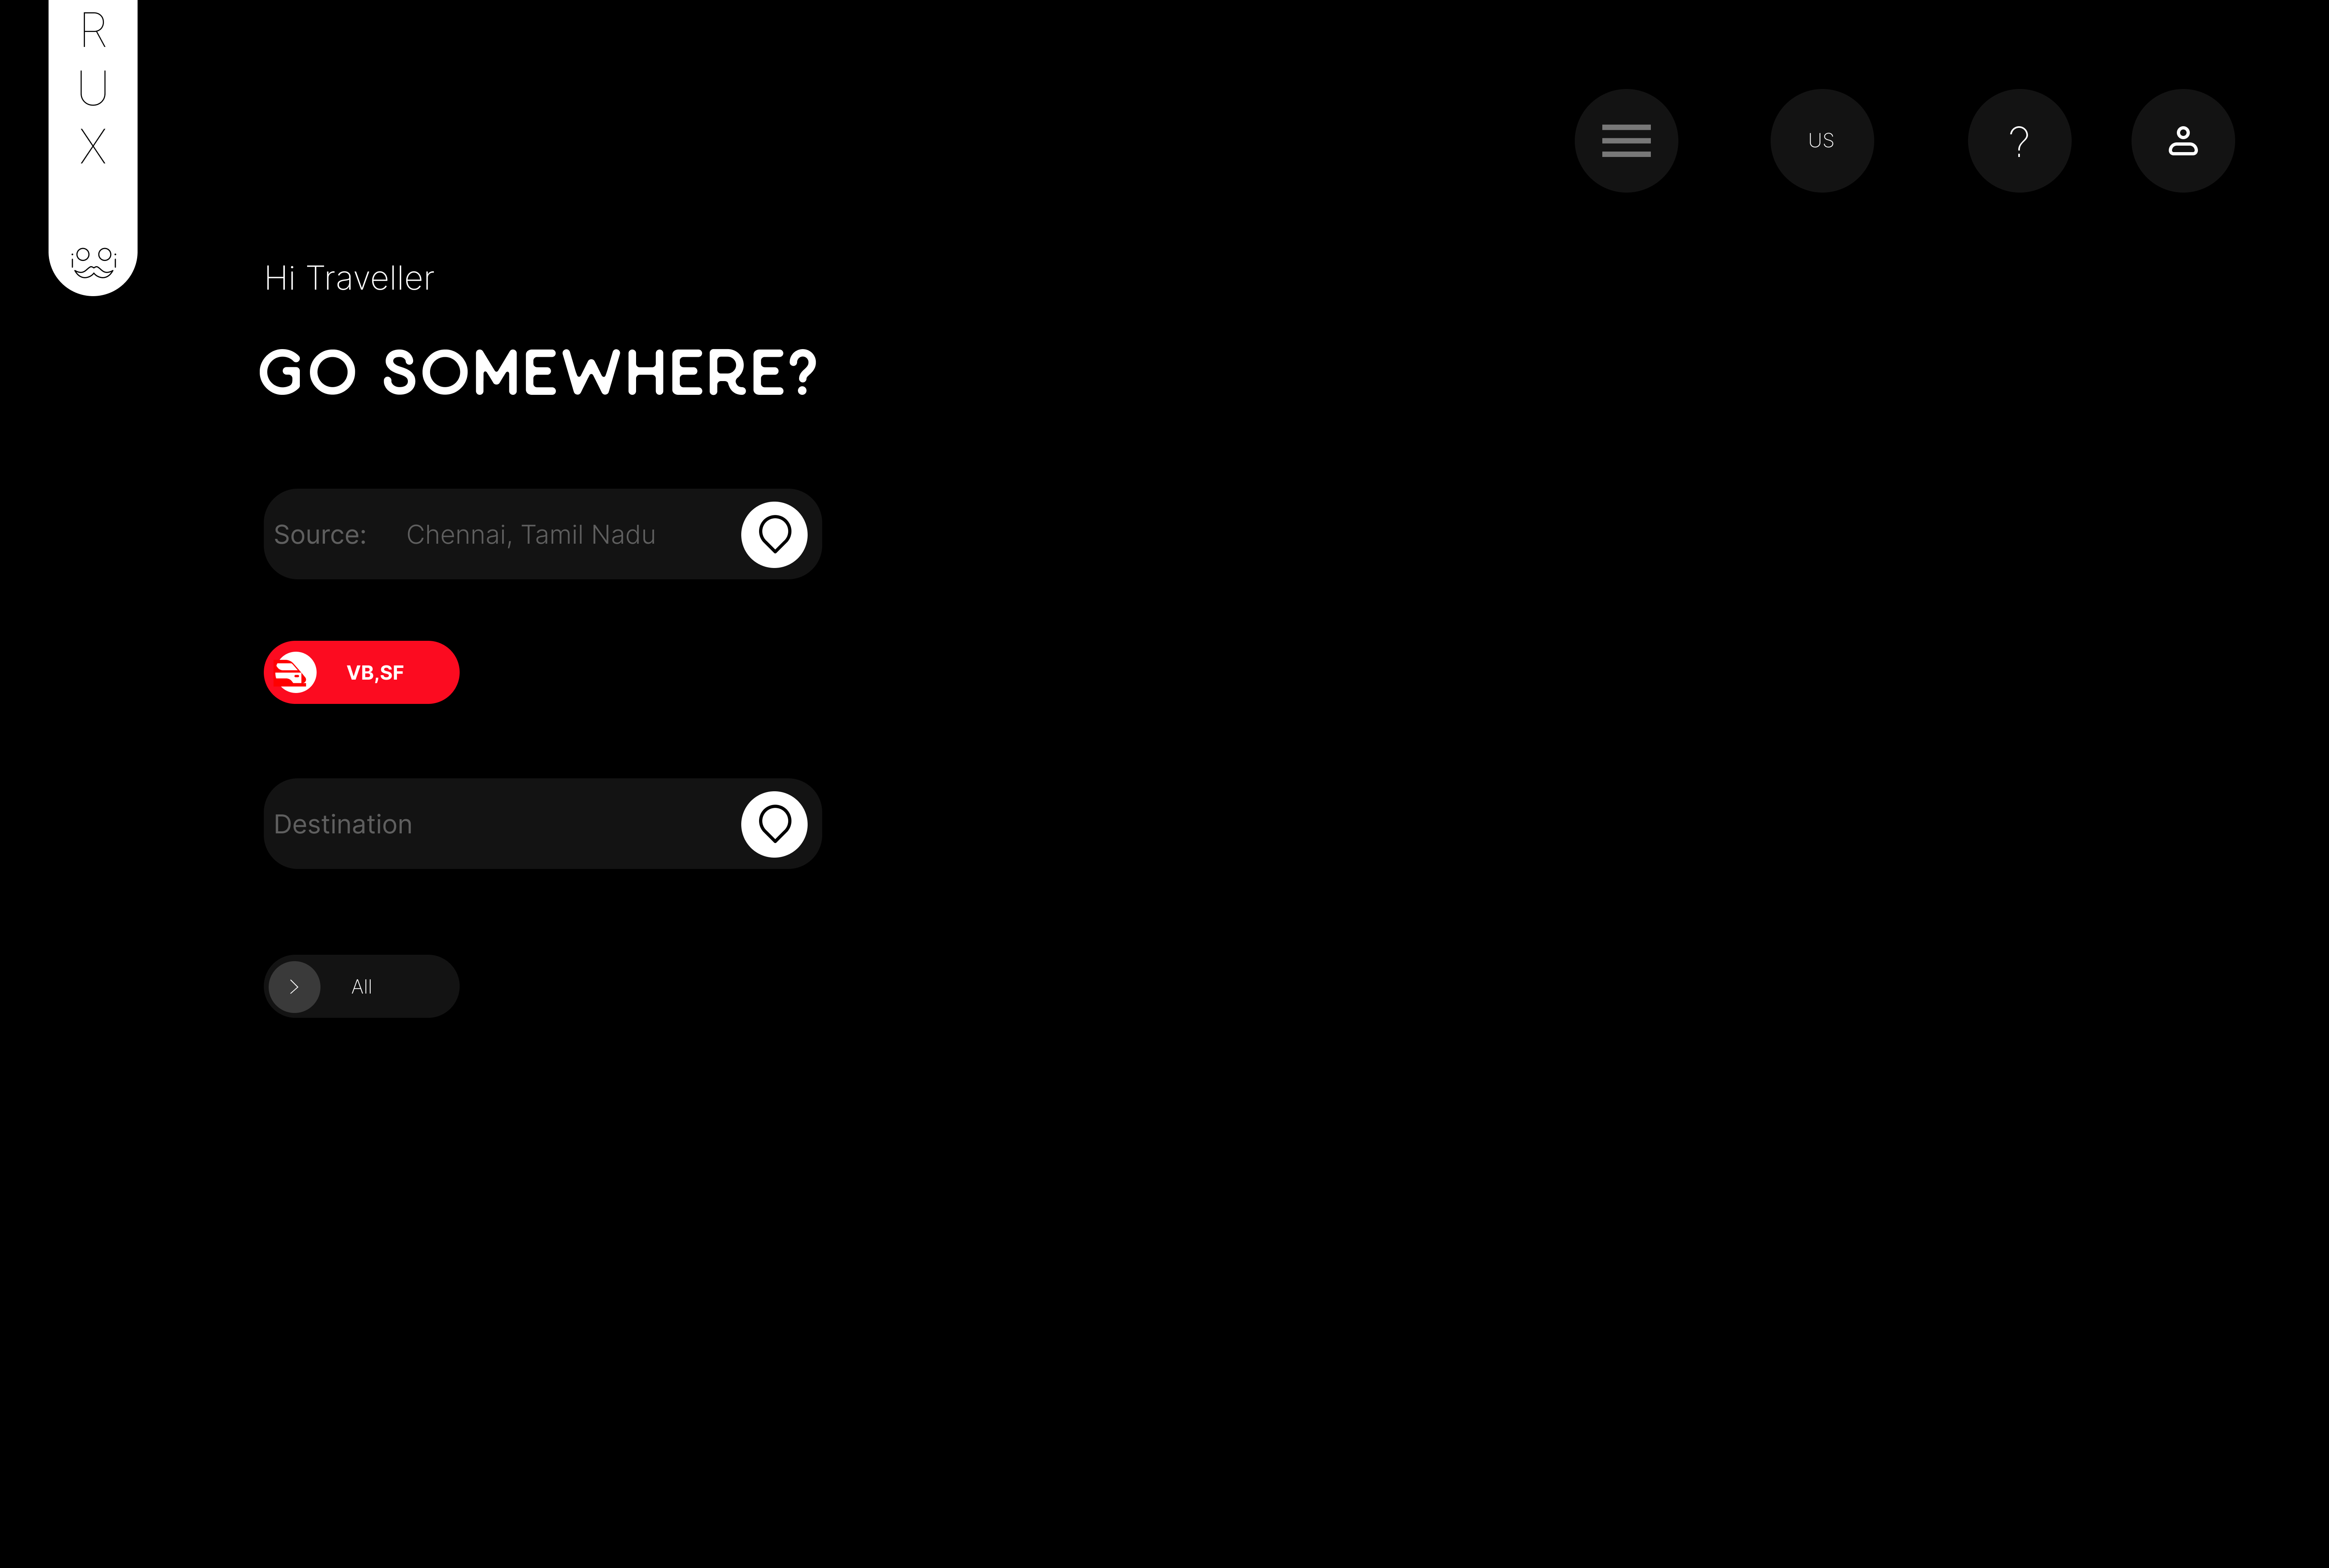 R
U
X
US
?
Hi Traveller
GO SOMEWHERE?
Source: Chennai, Tamil Nadu
VB,SF
Destination
All